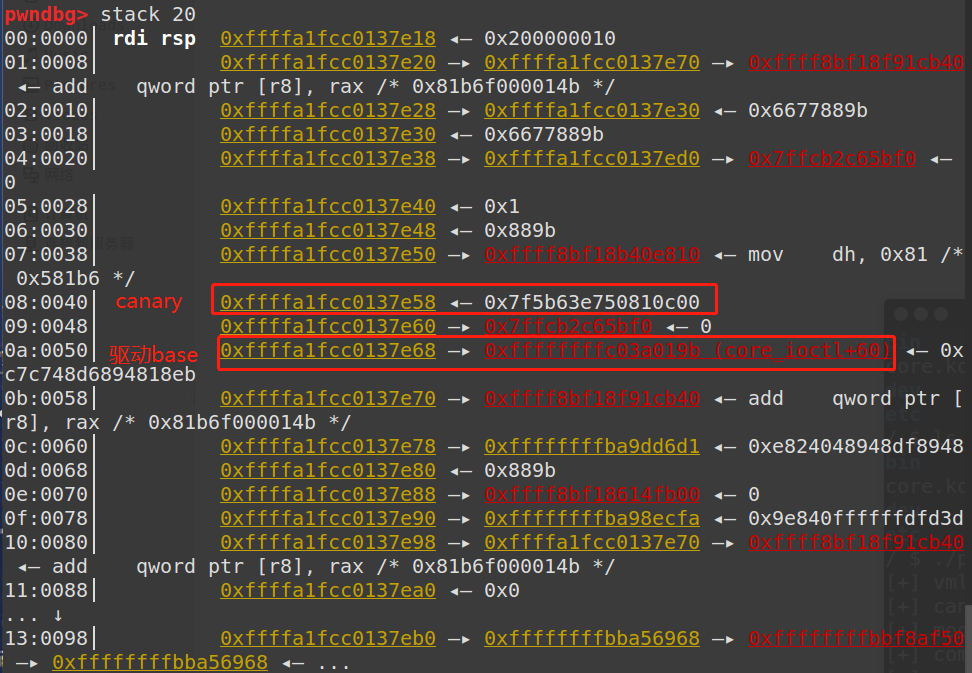 pwndbg> stack 20
00:0000│ rdi rsp 0xffffa1fcc0137e18 ◂— 0x200000010
01:0008│ 0xffffa1fcc0137e20 —▸ 0xffffa1fcc0137e70 —▸ 0xffff8bf18f91cb40
◂— add qword ptr [r8], rax /* 0x81b6f000014b */
02:0010│ 0xffffa1fcc0137e28 —▸ 0xffffa1fcc0137e30 ◂— 0x6677889b
03:0018│ 0xffffa1fcc0137e30 ◂— 0x6677889b
04:0020│ 0xffffa1fcc0137e38 —▸ 0xffffa1fcc0137ed0 —▸ 0x7ffcb2c65bf0 ◂—
0
05:0028│ 0xffffa1fcc0137e40 ◂— 0x1
06:0030│ 0xffffa1fcc0137e48 ◂— 0x889b
07:0038│ 0xffffa1fcc0137e50 —▸ 0xffff8bf18b40e810 ◂— mov dh, 0x81 /*
0x581b6 */
08:0040│ canary 0xffffa1fcc0137e58 ◂— 0x7f5b63e750810c00
09:0048│ 0xffffa1fcc0137e60 —▸ 0x7ffcb2c65bf0 ◂— 0
0a:0050│ 驱动base 0xffffa1fcc0137e68 —▸ 0xffffffffc03a019b (core_ioctl+60) ◂— 0x
c7c748d6894818eb
0b:0058│ 0xffffa1fcc0137e70 —▸ 0xffff8bf18f91cb40 ◂— add qword ptr [
r8], rax /* 0x81b6f000014b */
0c:0060│ 0xffffa1fcc0137e78 —▸ 0xffffffffba9dd6d1 ◂— 0xe824048948df8948
0d:0068│ 0xffffa1fcc0137e80 ◂— 0x889b
0e:0070│ 0xffffa1fcc0137e88 —▸ 0xffff8bf18614fb00 ◂— 0
0f:0078│ 0xffffa1fcc0137e90 —▸ 0xffffffffba98ecfa ◂— 0x9e840ffffffdfd3d
10:0080│ 0xffffa1fcc0137e98 —▸ 0xffffa1fcc0137e70 —▸ 0xffff8bf18f91cb40
◂— add qword ptr [r8], rax /* 0x81b6f000014b */
11:0088│ 0xffffa1fcc0137ea0 ◂— 0x0
... ↓
13:0098│ 0xffffa1fcc0137eb0 —▸ 0xffffffffbba56968 —▸ 0xffffffffbbf8af50
—▸ 0xffffffffbba56968 ◂— ...